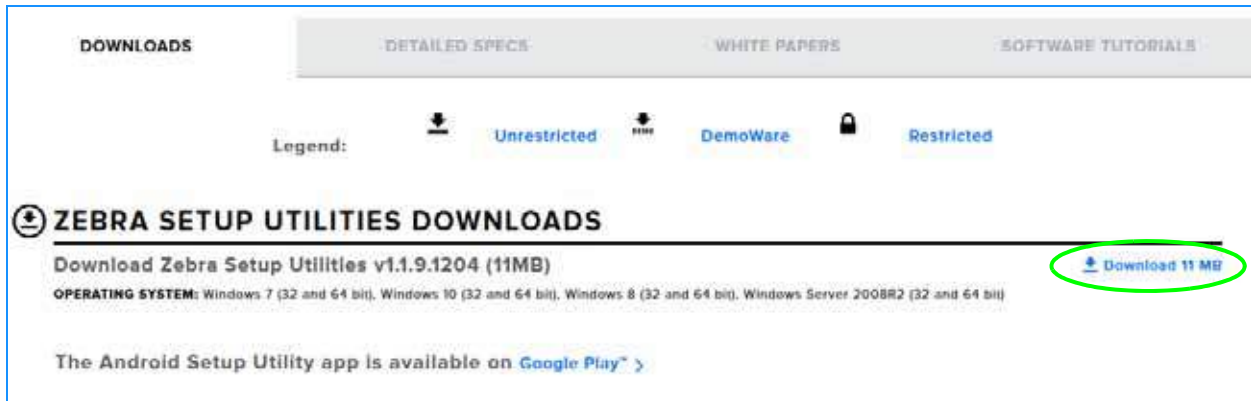 DOWNLOADS DETAILED SPECS WHITE PAPERS SOFTWARE TUTORIALS
Legend: Unrestricted DemoWare Restricted
ZEBRA SETUP UTILITIES DOWNLOADS
Download Zebra Setup Utilities v1.1.9.1204 (11MB) Download 11 MB
OPERATING SYSTEM: Windows 7 (32 and 64 bit), Windows 10 (32 and 64 bit), Windows 8 (32 and 64 bit), Windows Server 2008R2 (32 and 64 bit)
The Android Setup Utility app is available on Google Play™ >